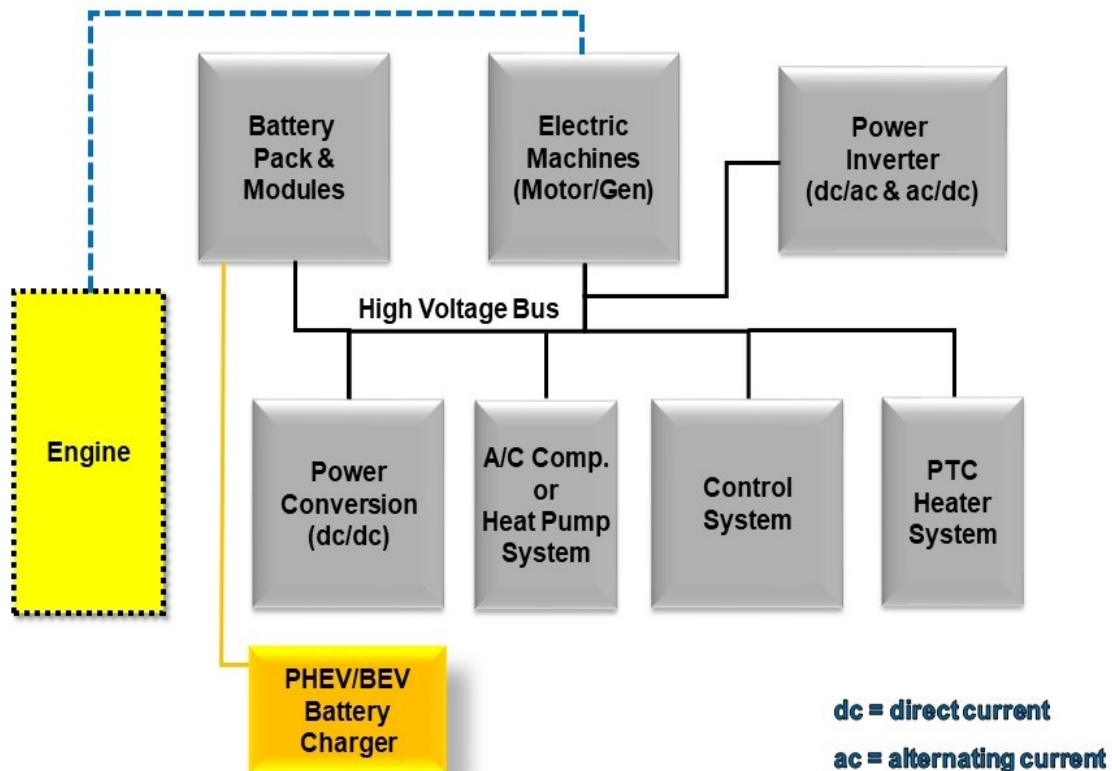 Battery
Pack &
Modules
Electric
Machines
(Motor/Gen)
Power
Inverter
(dc/ac & ac/dc)
High Voltage Bus
Engine
Power
Conversion
(dc/dc)
A/C Comp.
or
Heat Pump
System
Control
System
PTC
Heater
System
PHEV/BEV
Battery
Charger
dc = direct current
ac = alternating current